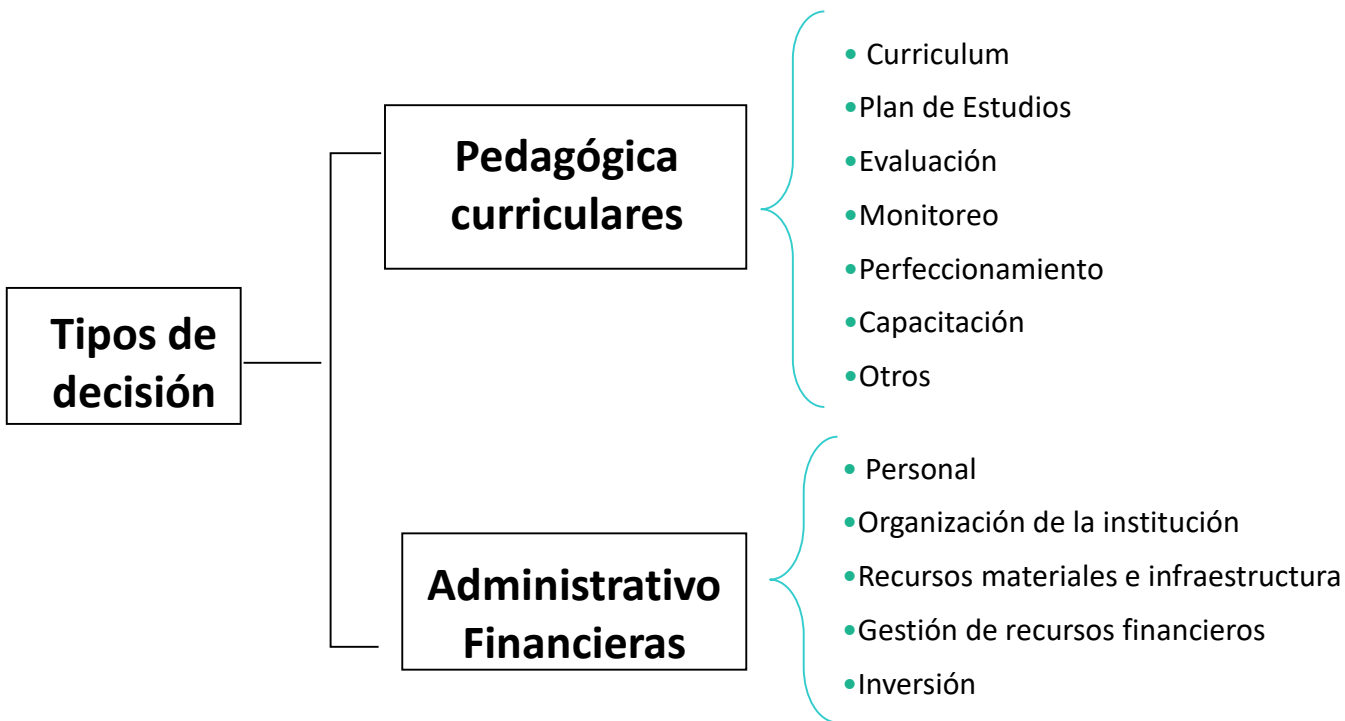 Tipos de
decisión
Pedagógica
curriculares
• Curriculum
•Plan de Estudios
•Evaluación
•Monitoreo
•Perfeccionamiento
•Capacitación
•Otros
Administrativo
Financieras
• Personal
•Organización de la institución
•Recursos materiales e infraestructura
•Gestión de recursos financieros
•Inversión